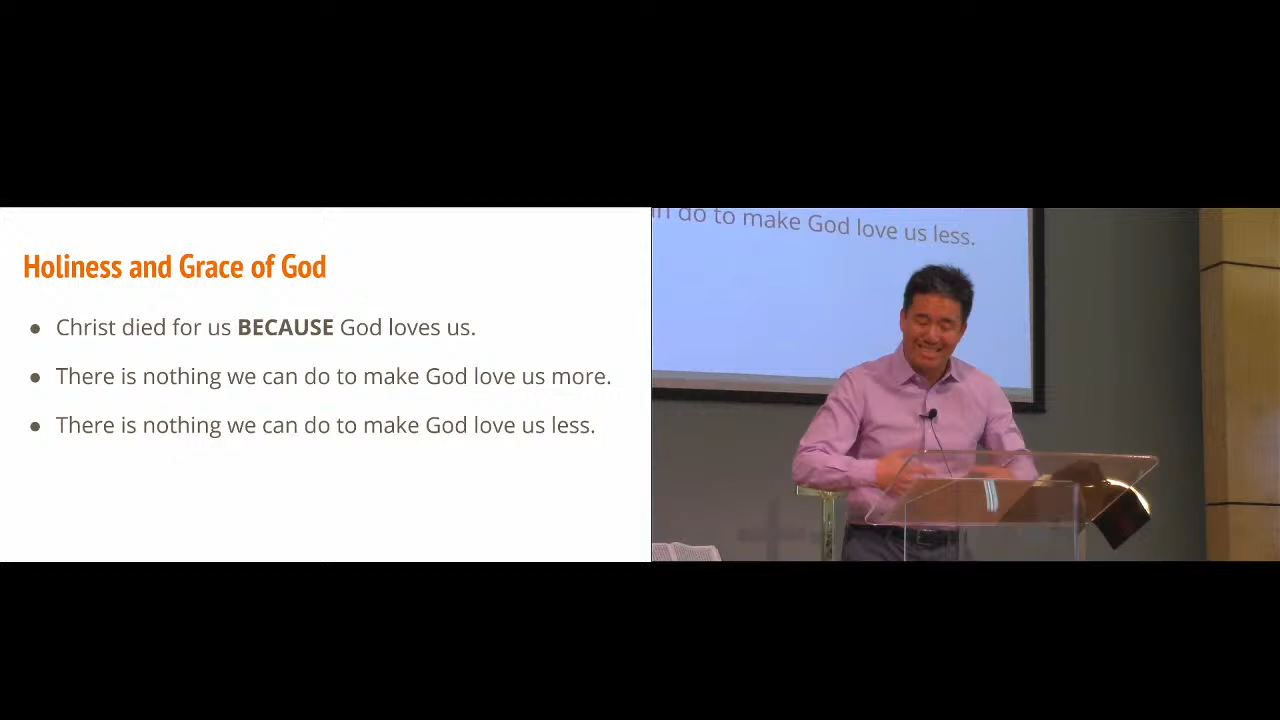 Holiness and Grace of God
● Christ died for us BECAUSE God loves us.
● There is nothing we can do to make God love us more.
● There is nothing we can do to make God love us less.
do to make God love us less.